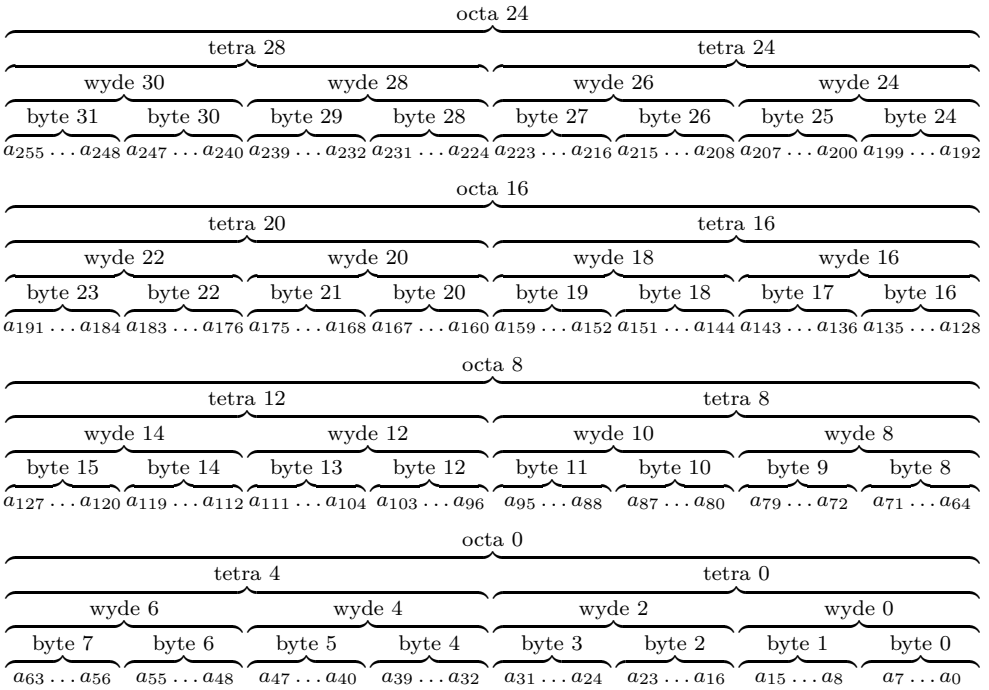 octa 24
tetra 28 tetra 24
wyde 30 wyde 28 wyde 26 wyde 24
byte 31 byte 30 byte 29 byte 28 byte 27 byte 26 byte 25 byte 24
a₂₅₅ … a₂₄₈ a₂₄₇ … a₂₄₀ a₂₃₉ … a₂₃₂ a₂₃₁ … a₂₂₄ a₂₂₃ … a₂₁₆ a₂₁₅ … a₂₀₈ a₂₀₇ … a₂₀₀ a₁₉₉ … a₁₉₂
octa 16
tetra 20 tetra 16
wyde 22 wyde 20 wyde 18 wyde 16
byte 23 byte 22 byte 21 byte 20 byte 19 byte 18 byte 17 byte 16
a₁₉₁ … a₁₈₄ a₁₈₃ … a₁₇₆ a₁₇₅ … a₁₆₈ a₁₆₇ … a₁₆₀ a₁₅₉ … a₁₅₂ a₁₅₁ … a₁₄₄ a₁₄₃ … a₁₃₆ a₁₃₅ … a₁₂₈
octa 8
tetra 12 tetra 8
wyde 14 wyde 12 wyde 10 wyde 8
byte 15 byte 14 byte 13 byte 12 byte 11 byte 10 byte 9 byte 8
a₁₂₇ … a₁₂₀ a₁₁₉ … a₁₁₂ a₁₁₁ … a₁₀₄ a₁₀₃ … a₉₆ a₉₅ … a₈₈ a₈₇ … a₈₀ a₇₉ … a₇₂ a₇₁ … a₆₄
octa 0
tetra 4 tetra 0
wyde 6 wyde 4 wyde 2 wyde 0
byte 7 byte 6 byte 5 byte 4 byte 3 byte 2 byte 1 byte 0
a₆₃ … a₅₆ a₅₅ … a₄₈ a₄₇ … a₄₀ a₃₉ … a₃₂ a₃₁ … a₂₄ a₂₃ … a₁₆ a₁₅ … a₈ a₇ … a₀